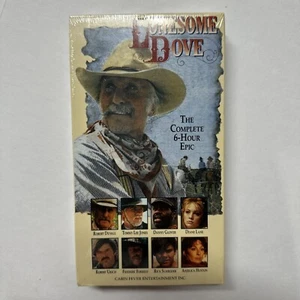 LONESOME
DOVE
THE
COMPLETE
6-HOUR
EPIC
ROBERT DUVALL
TOMMY LEE JONES
DANNY GLOVER
DIANE LANE
ROBERT URICH
FREDERIC FORREST
RICK SCHRODER
ANJELICA HUSTON
CABIN FEVER ENTERTAINMENT INC.